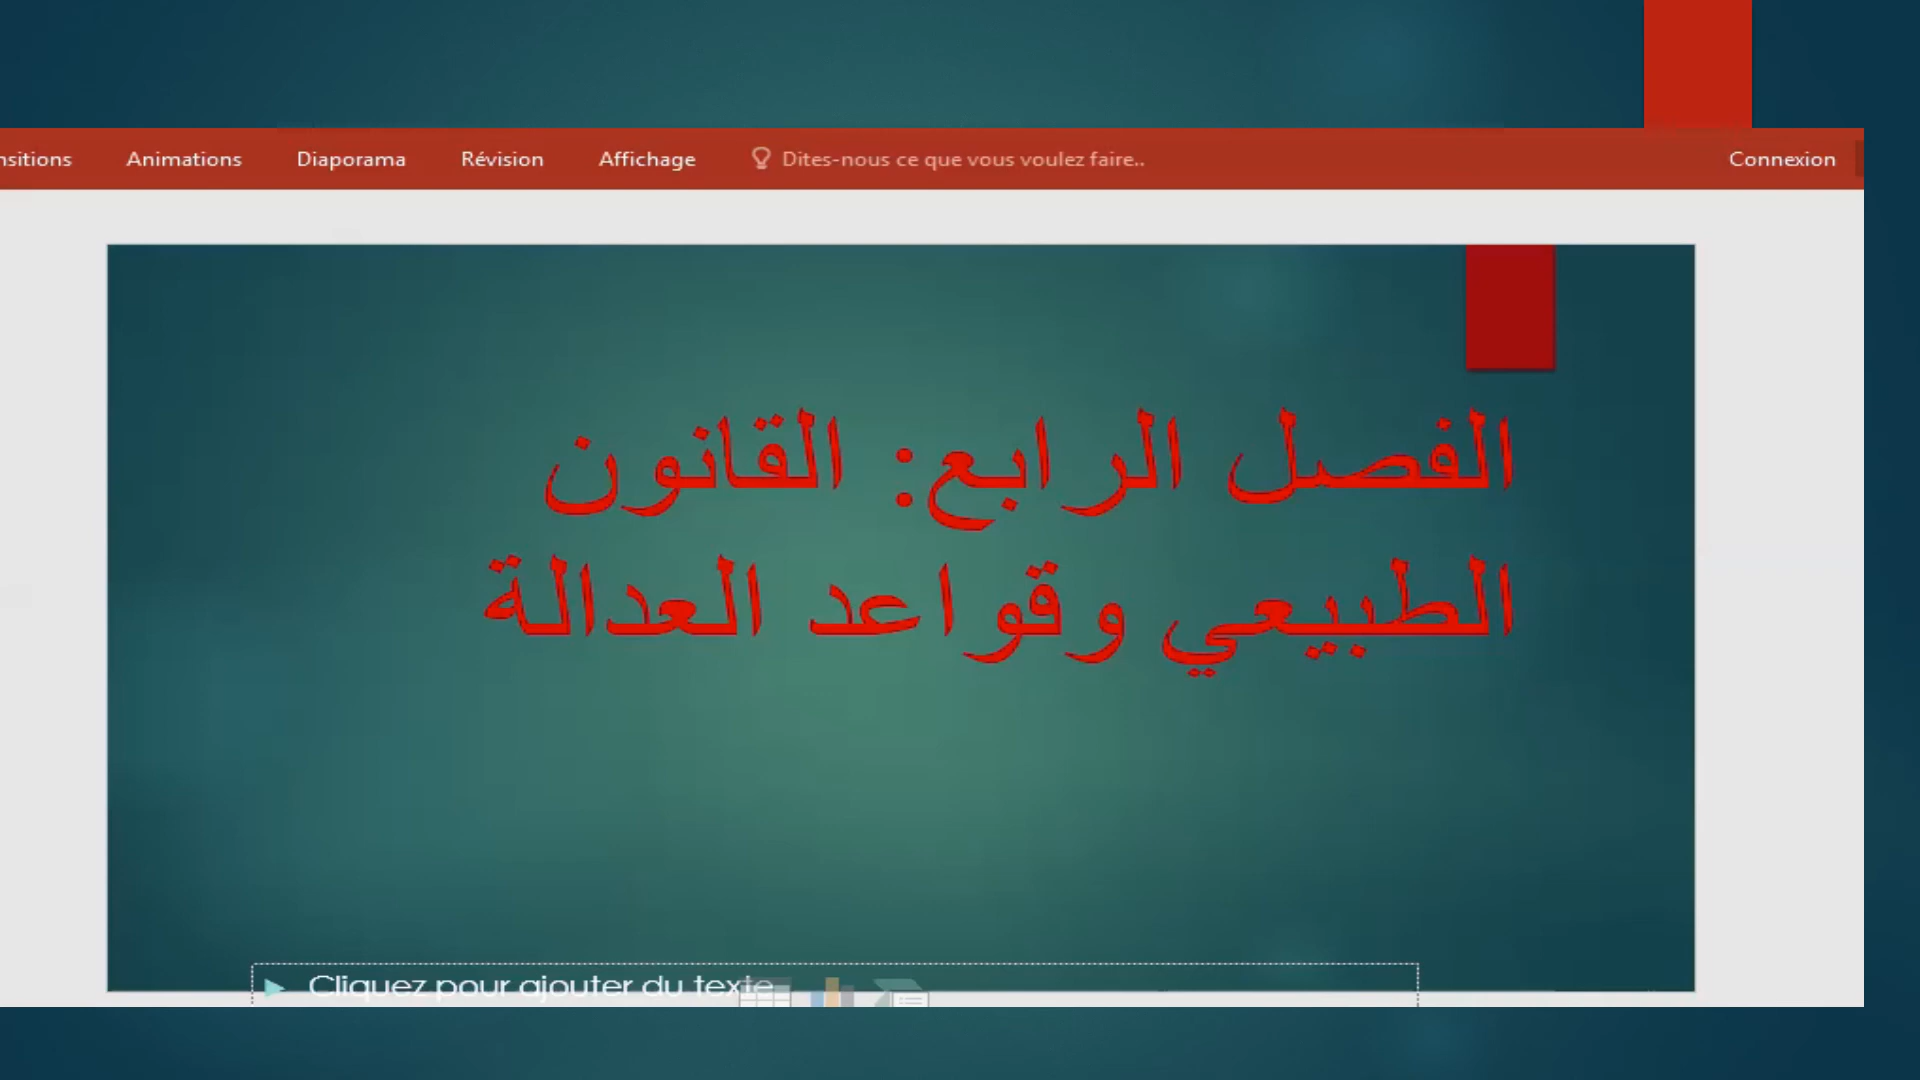 nsitions Animations Diaporama Révision Affichage Dites-nous ce que vous voulez faire.. Connexion
الفصل الرابع: القانون
الطبيعي وقواعد العدالة
Cliquez pour ajouter du texte